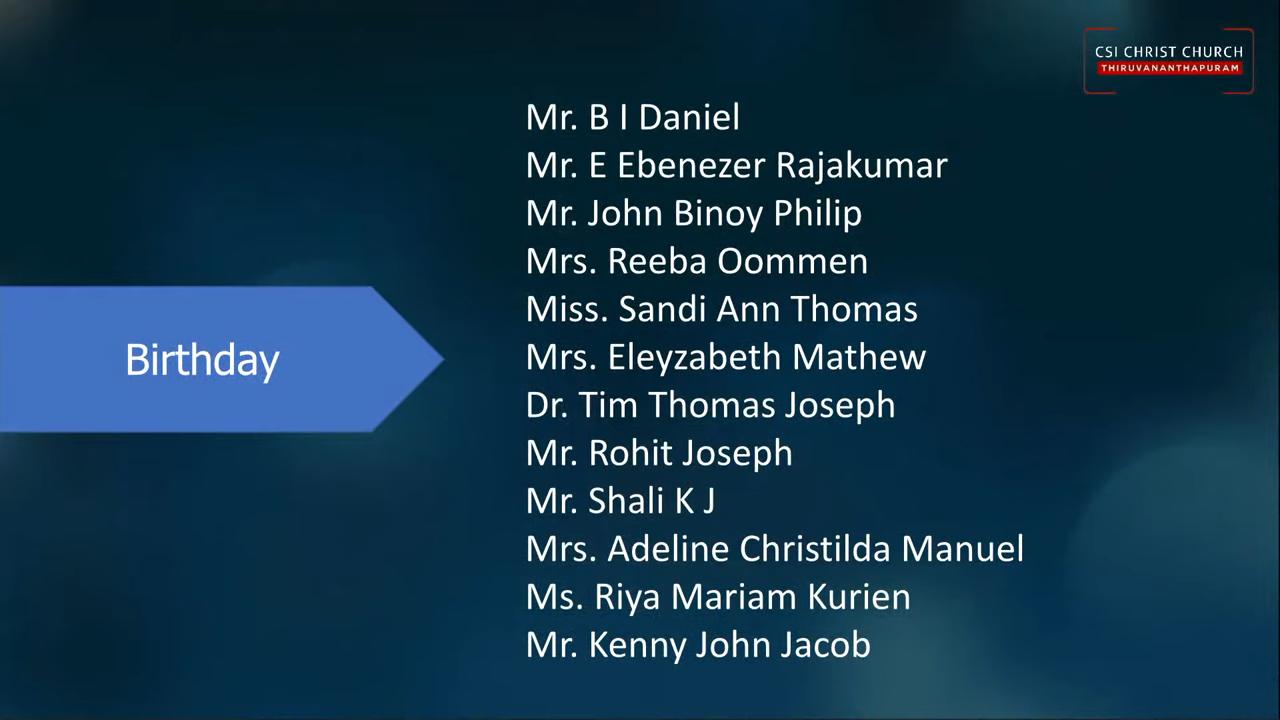 CSI CHRIST CHURCH
THIRUVANANTHAPURAM
Birthday
Mr. B I Daniel
Mr. E Ebenezer Rajakumar
Mr. John Binoy Philip
Mrs. Reeba Oommen
Miss. Sandi Ann Thomas
Mrs. Eleyzabeth Mathew
Dr. Tim Thomas Joseph
Mr. Rohit Joseph
Mr. Shali K J
Mrs. Adeline Christilda Manuel
Ms. Riya Mariam Kurien
Mr. Kenny John Jacob